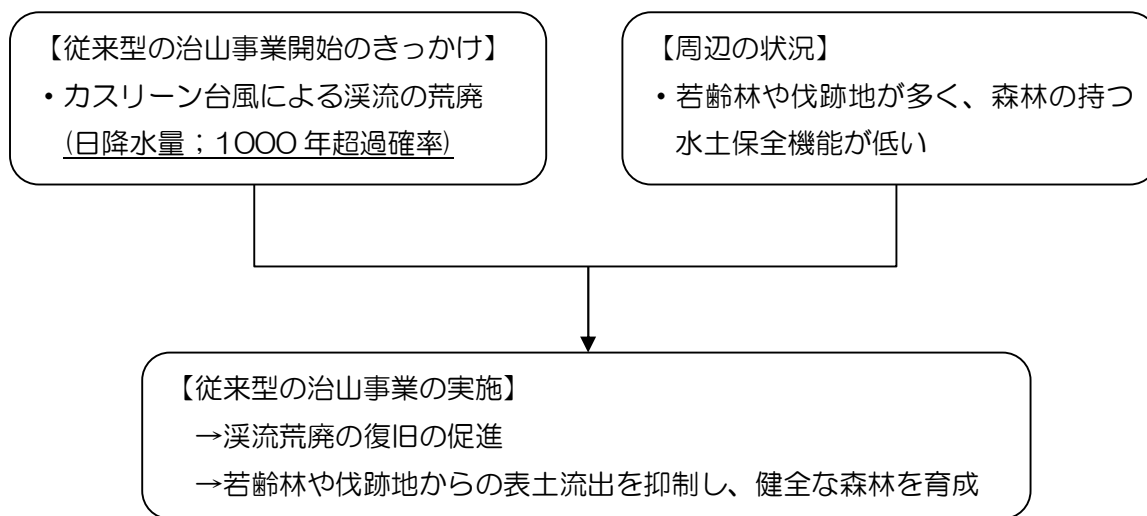 【従来型の治山事業開始のきっかけ】
・カスリーン台風による渓流の荒廃
(日降水量；1000 年超過確率)
【周辺の状況】
・若齢林や伐跡地が多く、森林の持つ
水土保全機能が低い
【従来型の治山事業の実施】
→渓流荒廃の復旧の促進
→若齢林や伐跡地からの表土流出を抑制し、健全な森林を育成